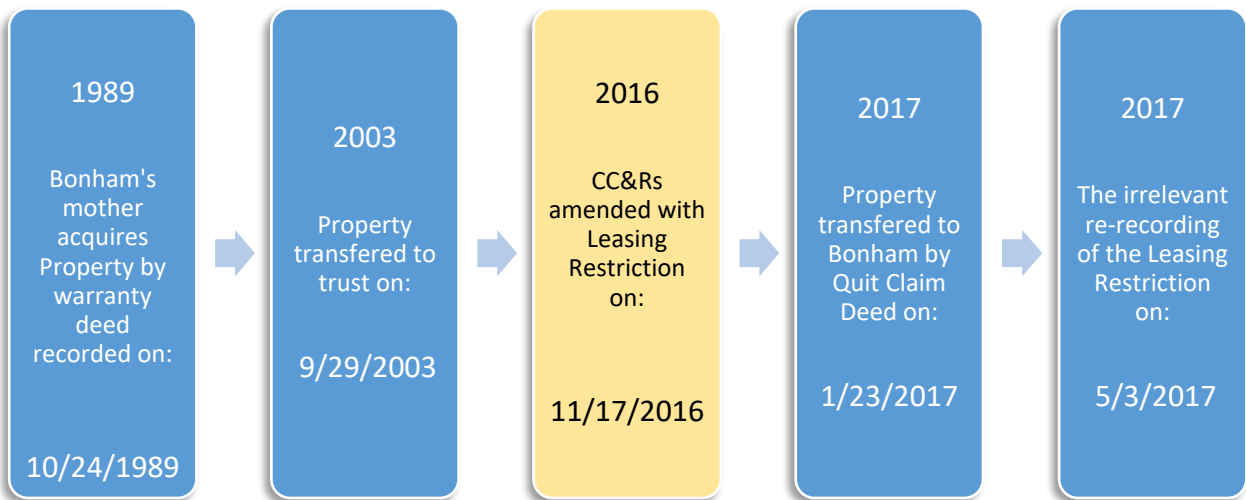 1989
Bonham's
mother
acquires
Property by
warranty
deed
recorded on:
10/24/1989
2003
Property
transfered to
trust on:
9/29/2003
2016
CC&Rs
amended with
Leasing
Restriction
on:
11/17/2016
2017
Property
transfered to
Bonham by
Quit Claim
Deed on:
1/23/2017
2017
The irrelevant
re-recording
of the Leasing
Restriction
on:
5/3/2017